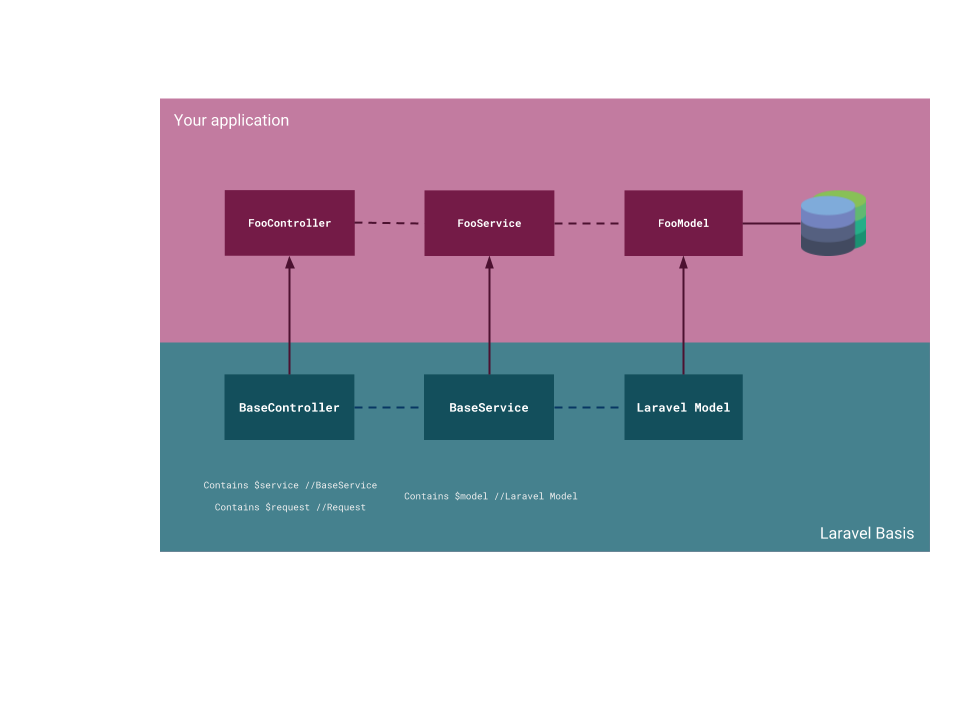 Your application
FooController
FooService
FooModel
BaseController
BaseService
Laravel Model
Contains $service //BaseService
Contains $request //Request
Contains $model //Laravel Model
Laravel Basis